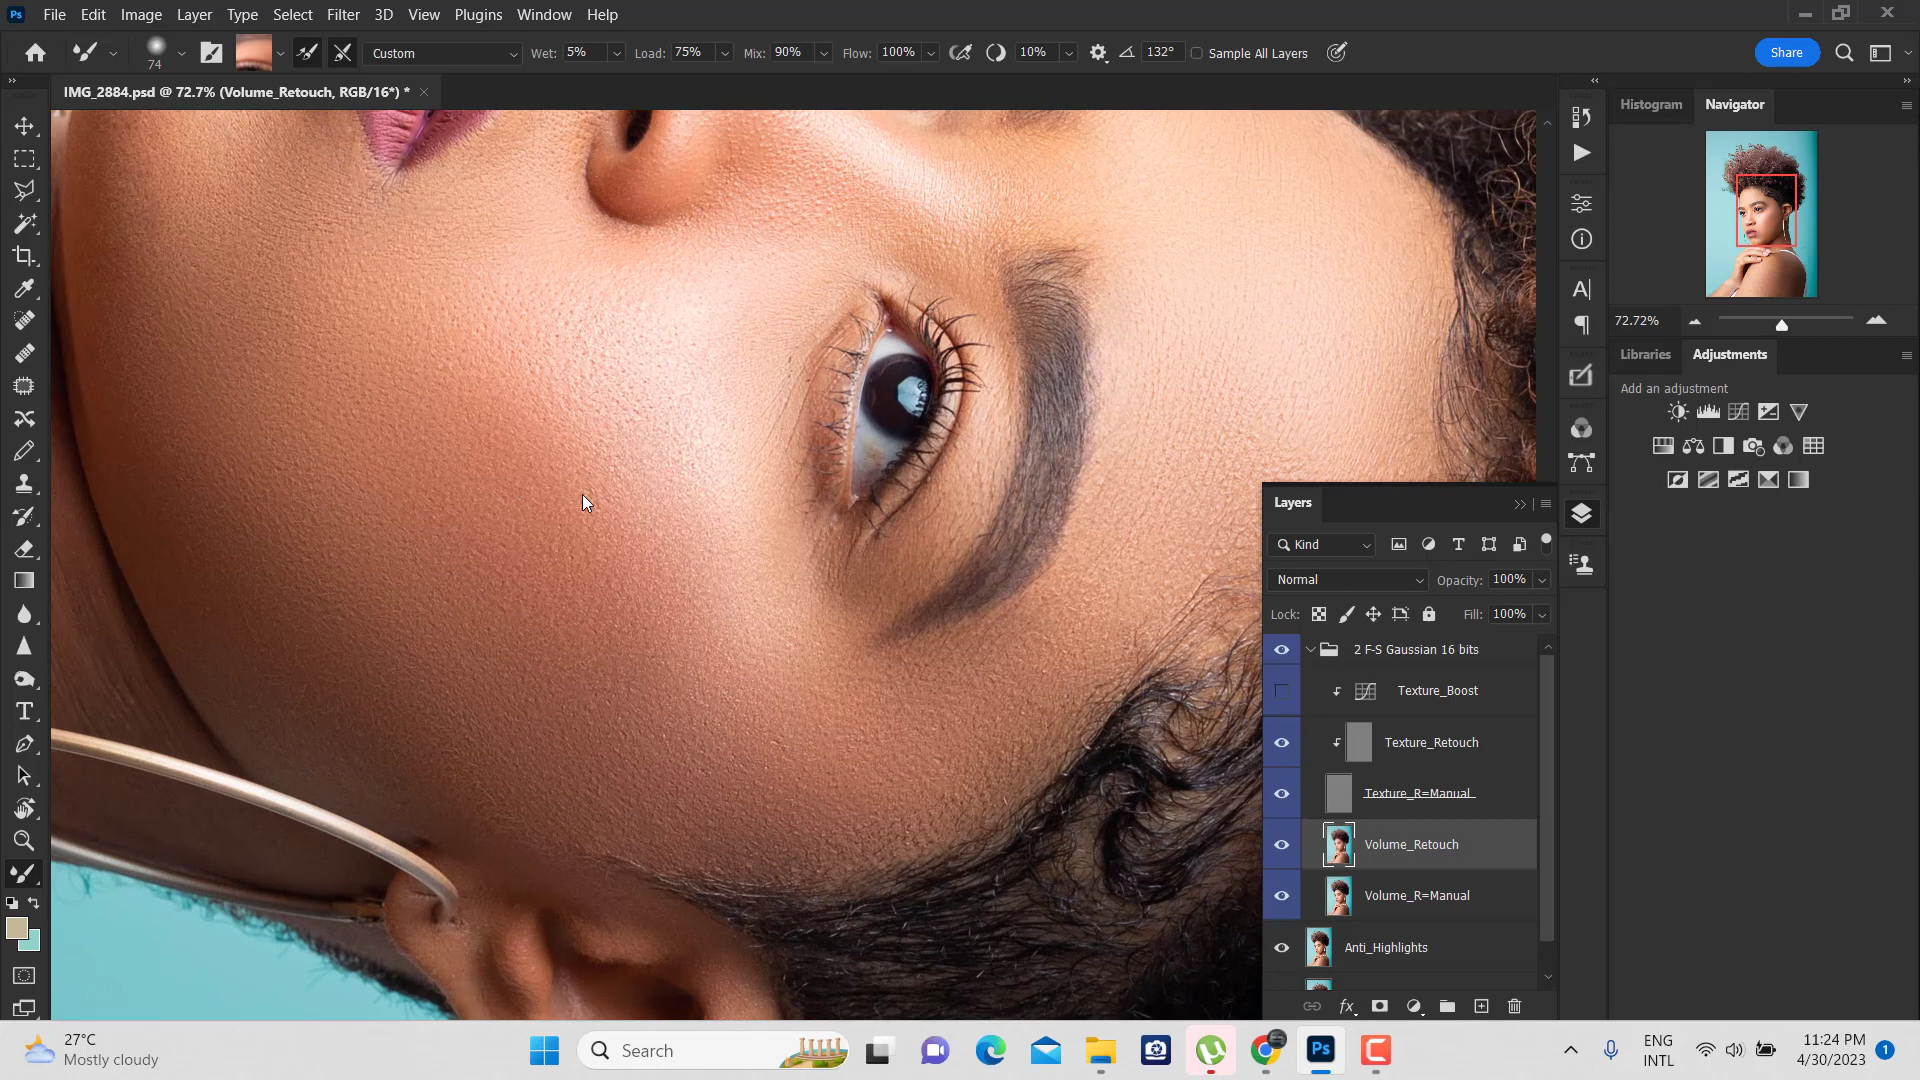 Ps File Edit Image Layer Type Select Filter 3D View Plugins Window Help
74 Custom Wet: 5% Load: 75% Mix: 90% Flow: 100% 10% 132° Sample All Layers Share
IMG_2884.psd @ 72.7% (Volume_Retouch, RGB/16*) *
Histogram Navigator
72.72%
Libraries Adjustments
Add an adjustment
Layers
Kind
Normal Opacity: 100%
Lock: Fill: 100%
2 F-S Gaussian 16 bits
Texture_Boost
Texture_Retouch
Texture_R=Manual
Volume_Retouch
Volume_R=Manual
Anti_Highlights
fx
27°C
Mostly cloudy
Search
Ps
ENG
INTL
11:24 PM
4/30/2023
1